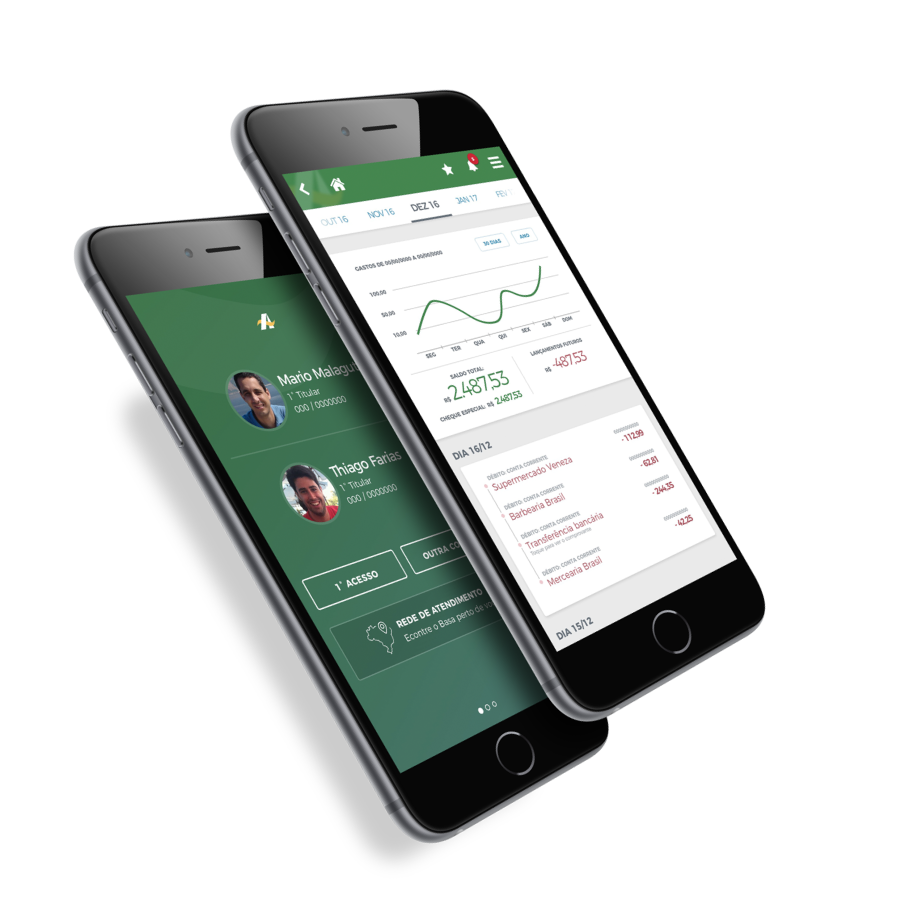 OUT 16 NOV 16 DEZ 16 JAN 17 FEV
GASTOS DE 00/00/0000 A 00/00/0000 30 DIAS ANO
100,00
50,00
10,00
SEG TER QUA QUI SEX SÁB DOM
SALDO TOTAL:
R$ 2.487,53
CHEQUE ESPECIAL: R$ 2.487,53
LANÇAMENTOS FUTUROS
R$ -487,53
DIA 16/12
DÉBITO: CONTA CORRENTE
Supermercado Veneza -112,99
DÉBITO: CONTA CORRENTE
Barbearia Brasil -62,81
DÉBITO: CONTA CORRENTE
Transferência bancária -244,35
Toque para ver o comprovante
DÉBITO: CONTA CORRENTE
Mercearia Brasil -42,25
DIA 15/12
Mario Malagu
1° Titular
000 / 0000000
Thiago Farias
1° Titular
000 / 0000000
1° ACESSO
OUTRA CO
REDE DE ATENDIMENTO
Econtre o Basa perto de vo